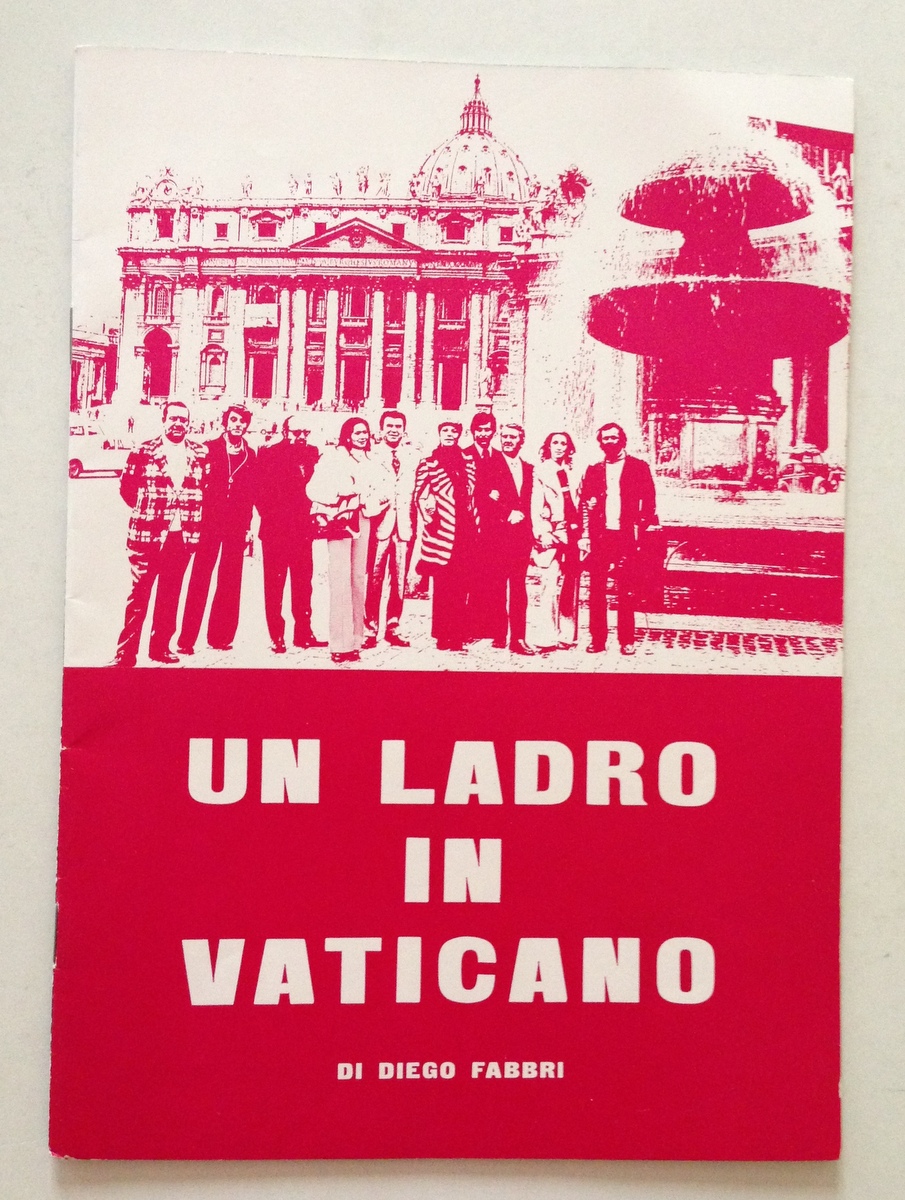 UN LADRO
IN
VATICANO
DI DIEGO FABBRI